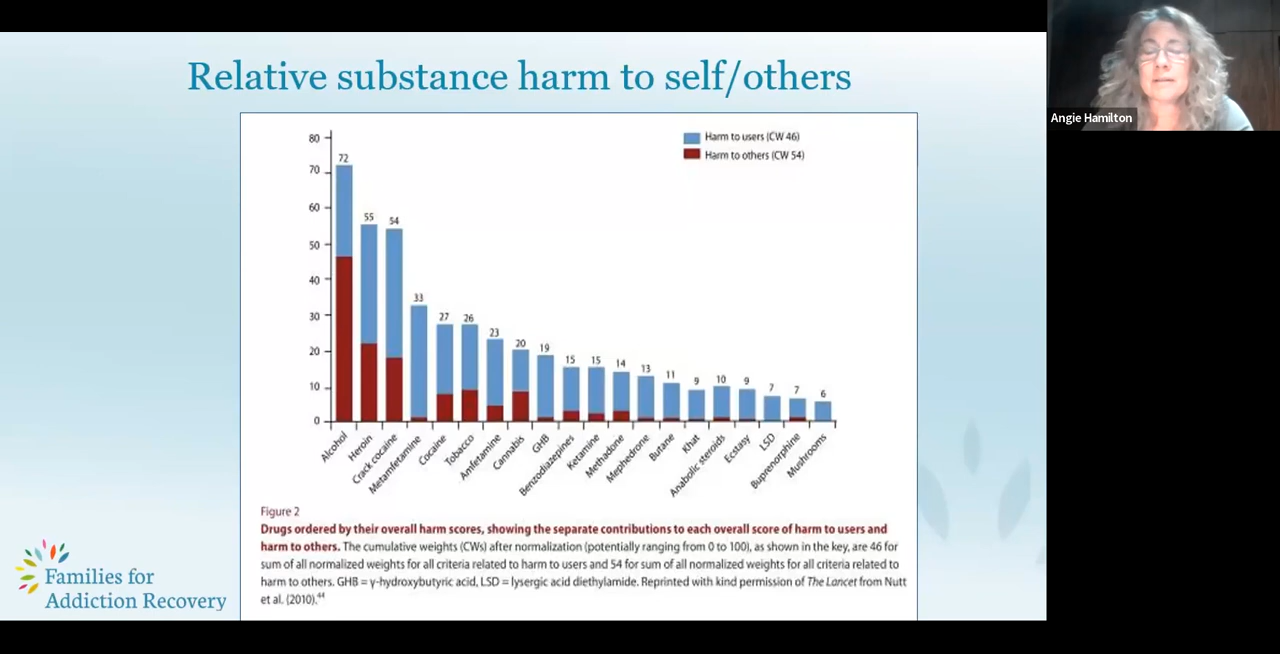 Relative substance harm to self/others
Angie Hamilton
Harm to users (CW 46)
Harm to others (CW 54)
80
70
60
50
40
30
20
10
0
72
55
54
33
27
26
23
20
19
15
15
14
13
11
9
10
9
7
7
6
Alcohol
Heroin
Crack cocaine
Metamfetamine
Cocaine
Tobacco
Amfetamine
Cannabis
GHB
Benzodiazepines
Ketamine
Methadone
Mephedrone
Butane
Khat
Anabolic steroids
Ecstasy
LSD
Buprenorphine
Mushrooms
Figure 2
Drugs ordered by their overall harm scores, showing the separate contributions to each overall score of harm to users and
harm to others. The cumulative weights (CWs) after normalization (potentially ranging from 0 to 100), as shown in the key, are 46 for
sum of all normalized weights for all criteria related to harm to users and 54 for sum of all normalized weights for all criteria related to
harm to others. GHB = γ-hydroxybutyric acid, LSD = lysergic acid diethylamide. Reprinted with kind permission of The Lancet from Nutt
et al. (2010).44
Families for
Addiction Recovery